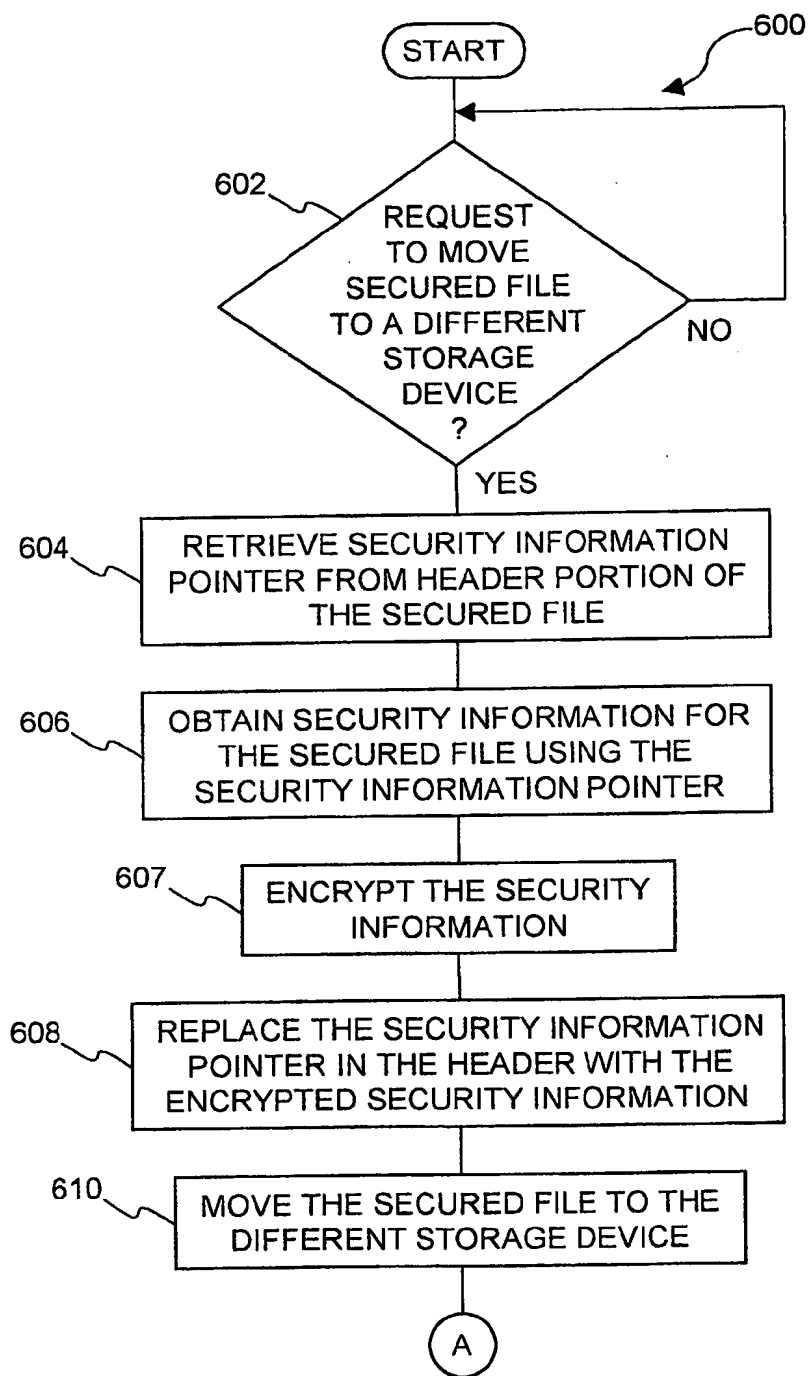 START
600
602
REQUEST
TO MOVE
SECURED FILE
TO A DIFFERENT
STORAGE
DEVICE
?
NO
YES
604
RETRIEVE SECURITY INFORMATION
POINTER FROM HEADER PORTION OF
THE SECURED FILE
606
OBTAIN SECURITY INFORMATION FOR
THE SECURED FILE USING THE
SECURITY INFORMATION POINTER
607
ENCRYPT THE SECURITY
INFORMATION
608
REPLACE THE SECURITY INFORMATION
POINTER IN THE HEADER WITH THE
ENCRYPTED SECURITY INFORMATION
610
MOVE THE SECURED FILE TO THE
DIFFERENT STORAGE DEVICE
A